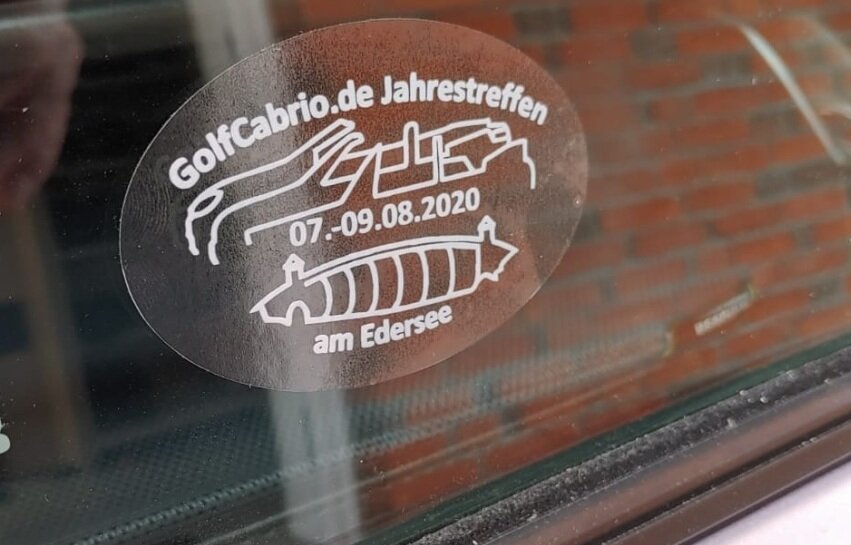 GolfCabrio.de Jahrestreffen
07.-09.08.2020
am Edersee